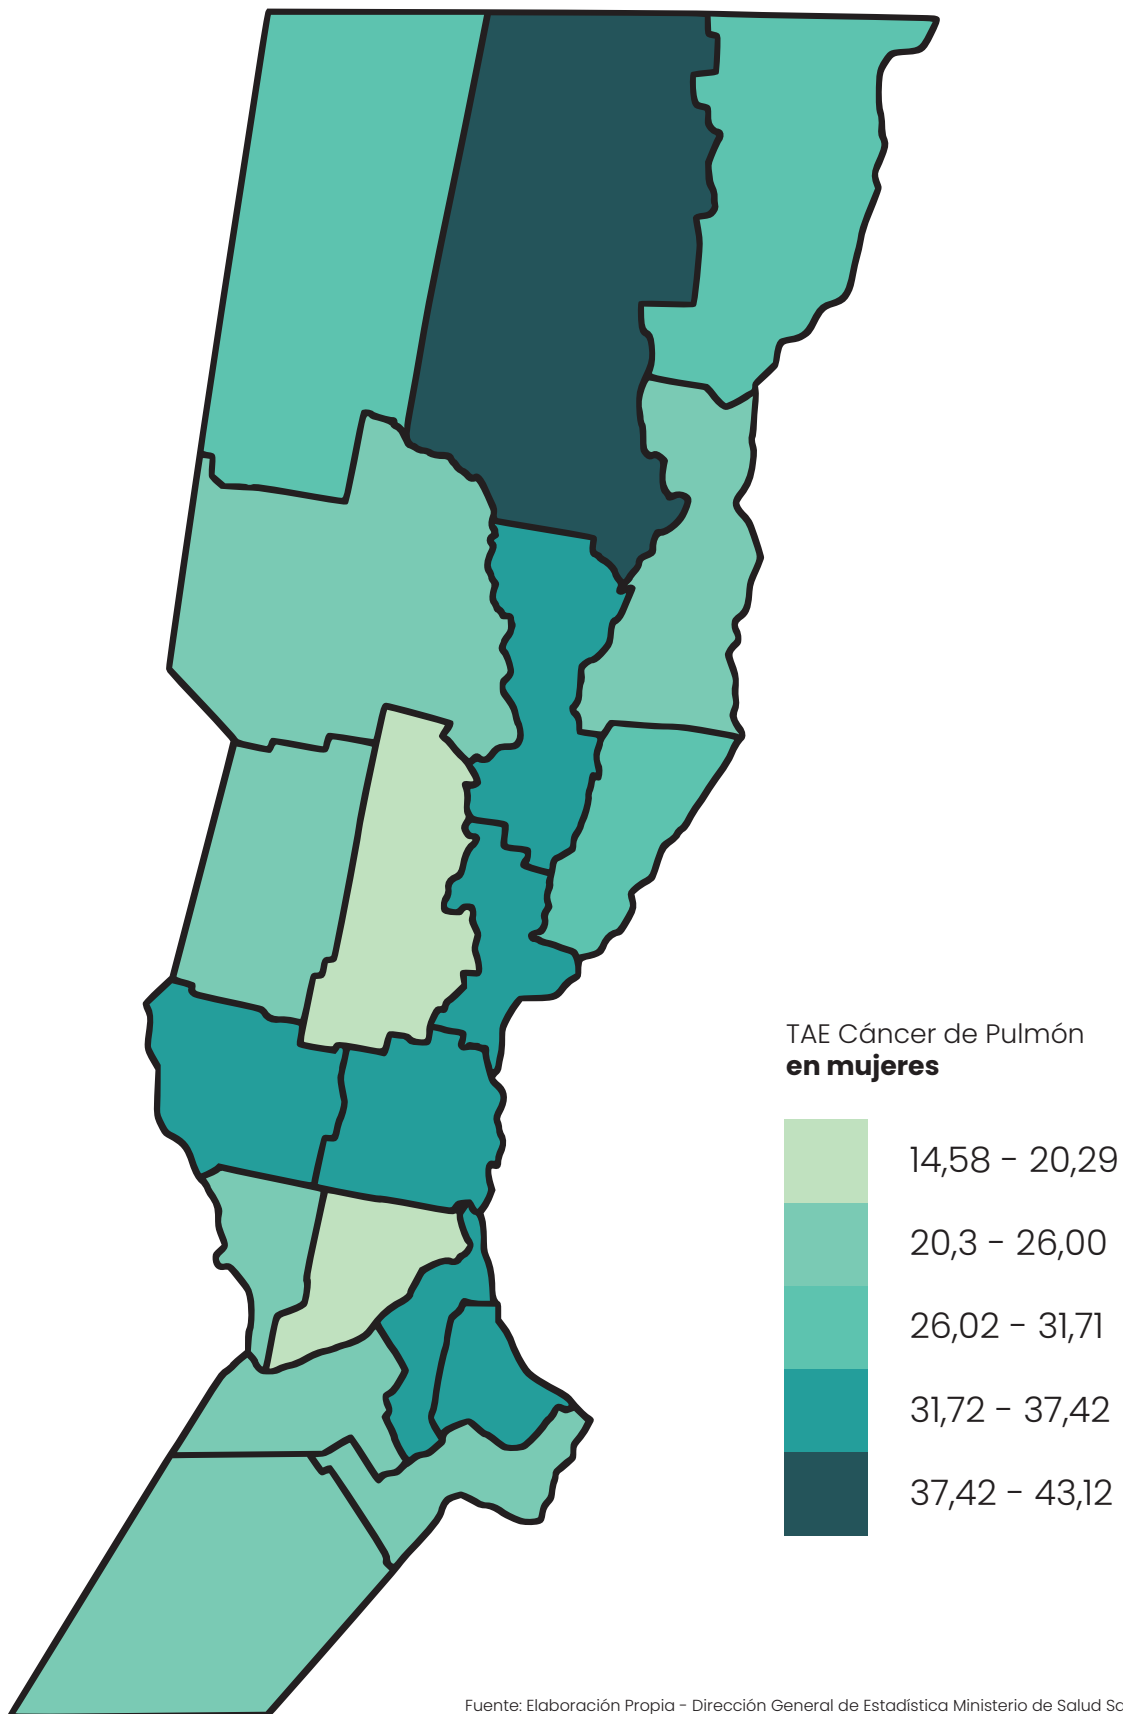 TAE Cáncer de Pulmón
en mujeres
14,58 - 20,29
20,3 - 26,00
26,02 - 31,71
31,72 - 37,42
37,42 - 43,12
Fuente: Elaboración Propia - Dirección General de Estadística Ministerio de Salud